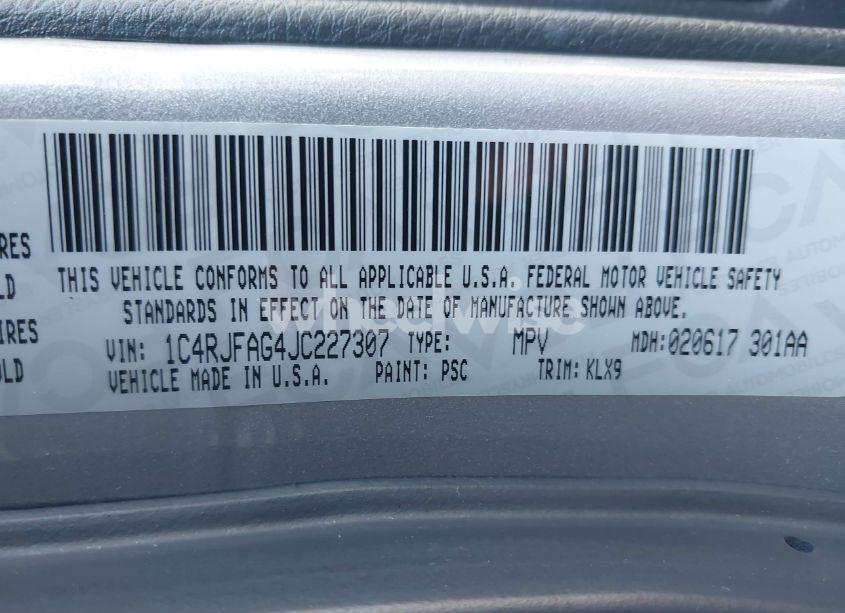 THIS VEHICLE CONFORMS TO ALL APPLICABLE U.S.A. FEDERAL MOTOR VEHICLE SAFETY
STANDARDS IN EFFECT ON THE DATE OF MANUFACTURE SHOWN ABOVE.
VIN: 1C4RJFAG4JC227307 TYPE: MPV MDH:020617 301AA
VEHICLE MADE IN U.S.A. PAINT: PSC TRIM: KLX9